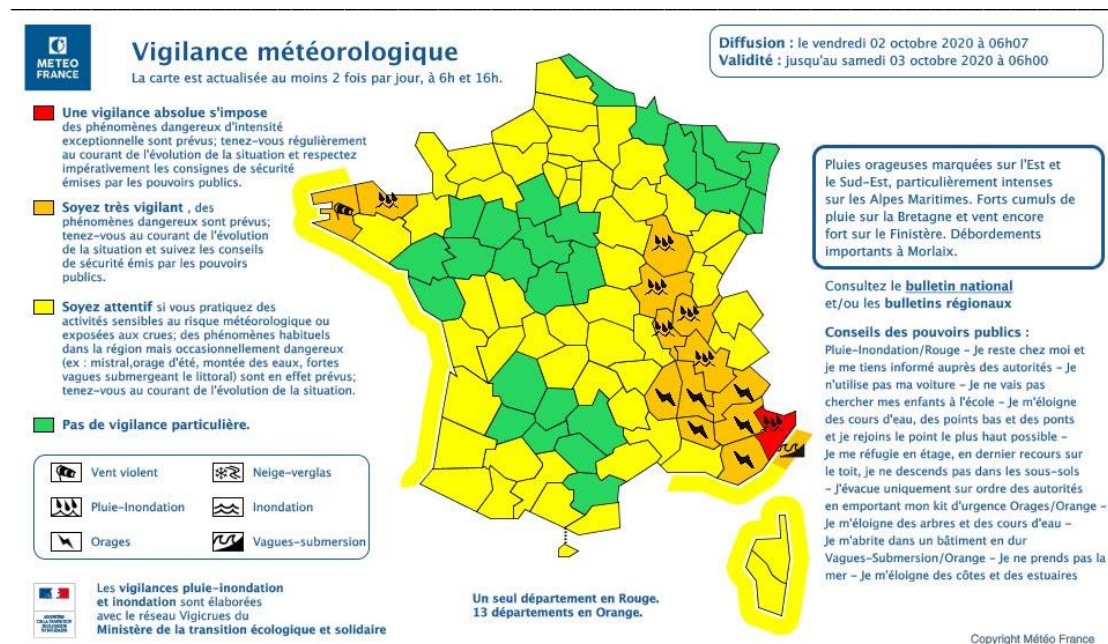 METEO
FRANCE
Vigilance météorologique
La carte est actualisée au moins 2 fois par jour, à 6h et 16h.
Diffusion : le vendredi 02 octobre 2020 à 06h07
Validité : jusqu'au samedi 03 octobre 2020 à 06h00
Une vigilance absolue s'impose
des phénomènes dangereux d'intensité
exceptionnelle sont prévus; tenez-vous régulièrement
au courant de l'évolution de la situation et respectez
impérativement les consignes de sécurité
émises par les pouvoirs publics.
Soyez très vigilant , des
phénomènes dangereux sont prévus;
tenez-vous au courant de l'évolution
de la situation et suivez les conseils
de sécurité émis par les pouvoirs
publics.
Soyez attentif si vous pratiquez des
activités sensibles au risque météorologique ou
exposées aux crues; des phénomènes habituels
dans la région mais occasionnellement dangereux
(ex : mistral,orage d'été, montée des eaux, fortes
vagues submergeant le littoral) sont en effet prévus;
tenez-vous au courant de l'évolution de la situation.
Pas de vigilance particulière.
Vent violent
Neige-verglas
Pluie-Inondation
Inondation
Orages
Vagues-submersion
Les vigilances pluie-inondation
et inondation sont élaborées
avec le réseau Vigicrues du
Ministère de la transition écologique et solidaire
Un seul département en Rouge.
13 départements en Orange.
Pluies orageuses marquées sur l'Est et
le Sud-Est, particulièrement intenses
sur les Alpes Maritimes. Forts cumuls de
pluie sur la Bretagne et vent encore
fort sur le Finistère. Débordements
importants à Morlaix.
Consultez le bulletin national
et/ou les bulletins régionaux
Conseils des pouvoirs publics :
Pluie-Inondation/Rouge – Je reste chez moi et
je me tiens informé auprès des autorités – Je
n'utilise pas ma voiture – Je ne vais pas
chercher mes enfants à l'école – Je m'éloigne
des cours d'eau, des points bas et des ponts
et je rejoins le point le plus haut possible –
Je me réfugie en étage, en dernier recours sur
le toit, je ne descends pas dans les sous-sols
– J'évacue uniquement sur ordre des autorités
en emportant mon kit d'urgence Orages/Orange –
Je m'éloigne des arbres et des cours d'eau –
Je m'abrite dans un bâtiment en dur
Vagues-Submersion/Orange – Je ne prends pas la
mer – Je m'éloigne des côtes et des estuaires
Copyright Météo France